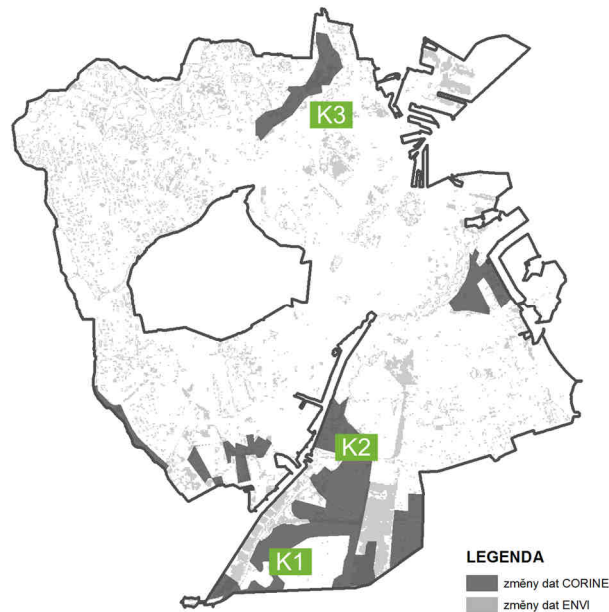 K3
K2
K1
LEGENDA
změny dat CORINE
změny dat ENVI